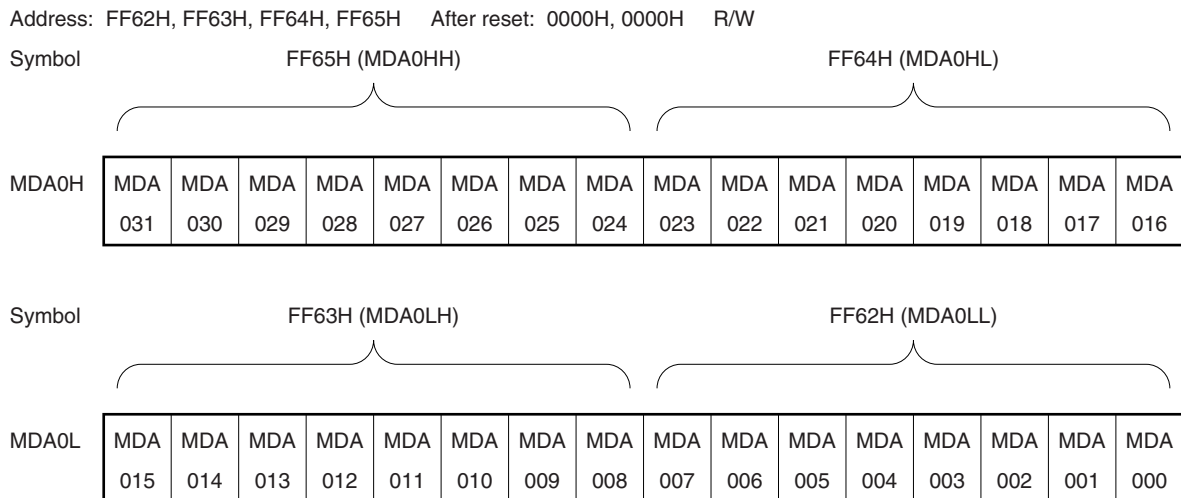 Address: FF62H, FF63H, FF64H, FF65H After reset: 0000H, 0000H R/W
Symbol FF65H (MDA0HH) FF64H (MDA0HL)
MDA0H MDA MDA MDA MDA MDA MDA MDA MDA MDA MDA MDA MDA MDA MDA MDA MDA
031 030 029 028 027 026 025 024 023 022 021 020 019 018 017 016
Symbol FF63H (MDA0LH) FF62H (MDA0LL)
MDA0L MDA MDA MDA MDA MDA MDA MDA MDA MDA MDA MDA MDA MDA MDA MDA MDA
015 014 013 012 011 010 009 008 007 006 005 004 003 002 001 000